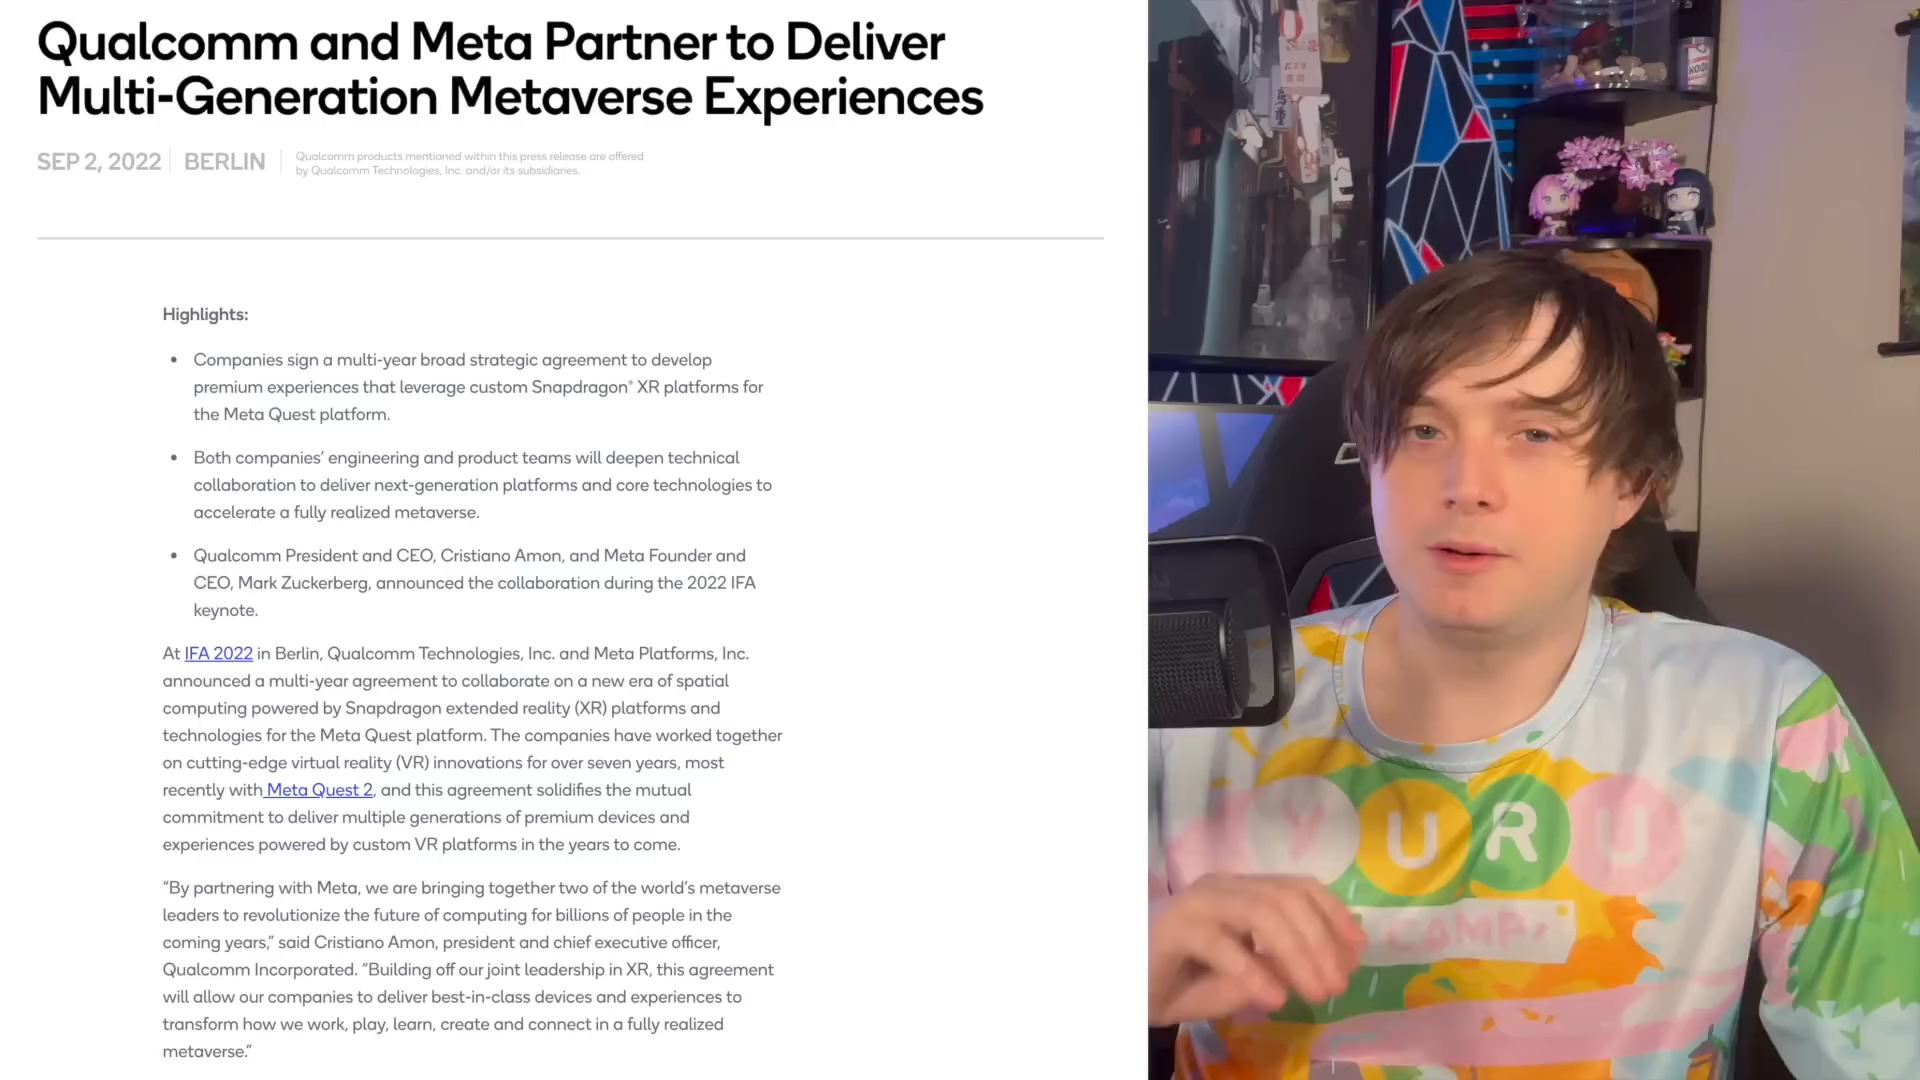 Qualcomm and Meta Partner to Deliver
Multi-Generation Metaverse Experiences
SEP 2, 2022
BERLIN
Qualcomm products mentioned within this press release are offered
by Qualcomm Technologies, Inc. and/or its subsidiaries.
Highlights:
• Companies sign a multi-year broad strategic agreement to develop
premium experiences that leverage custom Snapdragon® XR platforms for
the Meta Quest platform.
• Both companies’ engineering and product teams will deepen technical
collaboration to deliver next-generation platforms and core technologies to
accelerate a fully realized metaverse.
• Qualcomm President and CEO, Cristiano Amon, and Meta Founder and
CEO, Mark Zuckerberg, announced the collaboration during the 2022 IFA
keynote.
At IFA 2022 in Berlin, Qualcomm Technologies, Inc. and Meta Platforms, Inc.
announced a multi-year agreement to collaborate on a new era of spatial
computing powered by Snapdragon extended reality (XR) platforms and
technologies for the Meta Quest platform. The companies have worked together
on cutting-edge virtual reality (VR) innovations for over seven years, most
recently with Meta Quest 2, and this agreement solidifies the mutual
commitment to deliver multiple generations of premium devices and
experiences powered by custom VR platforms in the years to come.
“By partnering with Meta, we are bringing together two of the world’s metaverse
leaders to revolutionize the future of computing for billions of people in the
coming years,” said Cristiano Amon, president and chief executive officer,
Qualcomm Incorporated. “Building off our joint leadership in XR, this agreement
will allow our companies to deliver best-in-class devices and experiences to
transform how we work, play, learn, create and connect in a fully realized
metaverse.”
YURU
CAMP